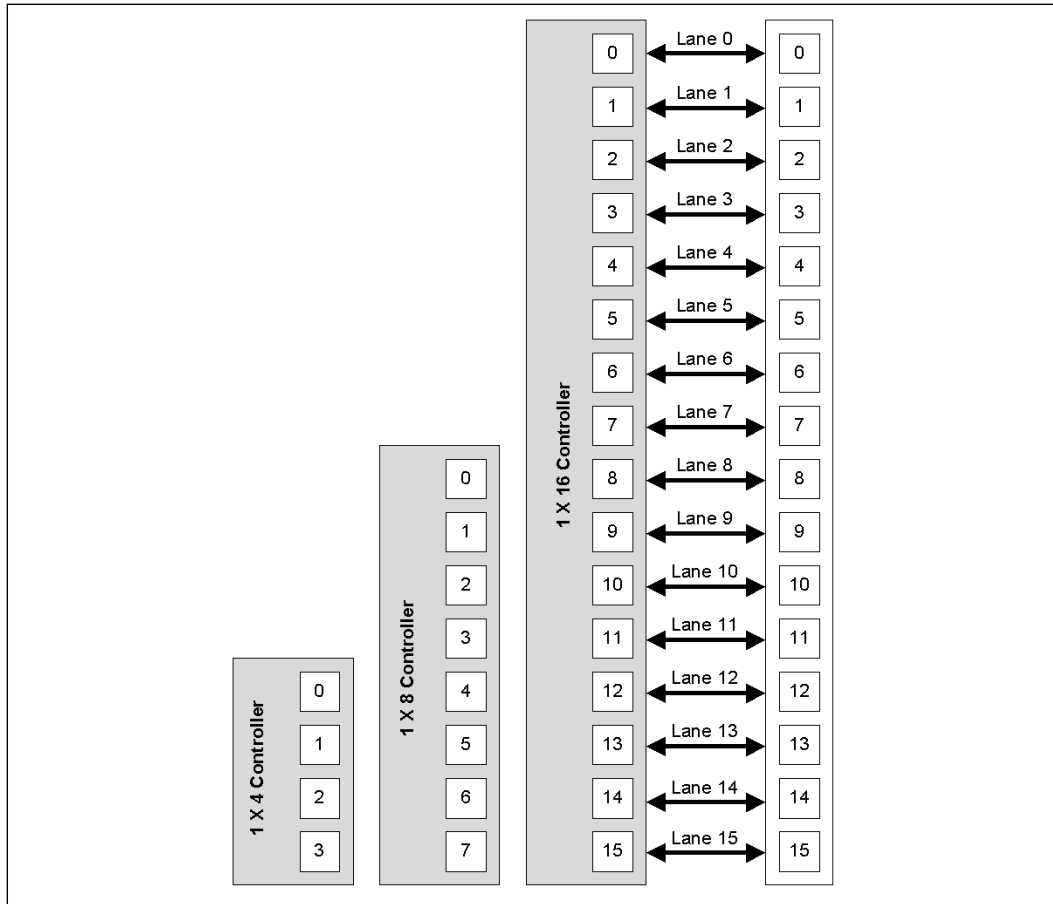 0 Lane 0 0
1 Lane 1 1
2 Lane 2 2
3 Lane 3 3
4 Lane 4 4
5 Lane 5 5
6 Lane 6 6
7 Lane 7 7
1 X 16 Controller
0 8 Lane 8 8
1 9 Lane 9 9
2 10 Lane 10 10
3 11 Lane 11 11
1 X 8 Controller
0 4 12 Lane 12 12
1 5 13 Lane 13 13
1 X 4 Controller
2 6 14 Lane 14 14
3 7 15 Lane 15 15